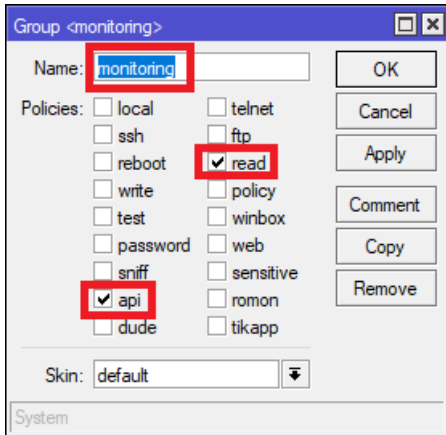 Group <monitoring>
Name: monitoring
OK
Policies: local telnet
Cancel
ssh ftp
reboot read
Apply
write policy
test winbox
Comment
password web
Copy
sniff sensitive
Remove
api romon
dude tikapp
Skin: default
System